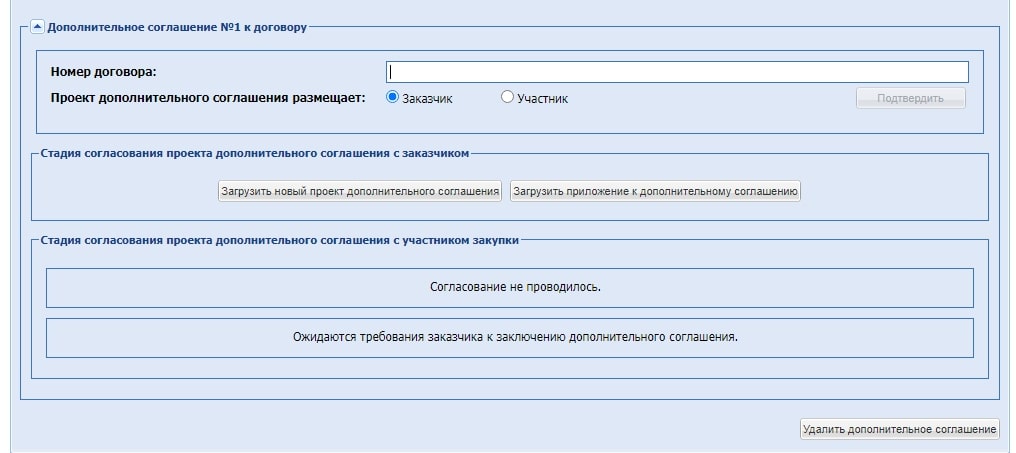 Дополнительное соглашение №1 к договору
Номер договора:
Проект дополнительного соглашения размещает: Заказчик Участник Подтвердить
Стадия согласования проекта дополнительного соглашения с заказчиком
Загрузить новый проект дополнительного соглашения Загрузить приложение к дополнительному соглашению
Стадия согласования проекта дополнительного соглашения с участником закупки
Согласование не проводилось.
Ожидаются требования заказчика к заключению дополнительного соглашения.
Удалить дополнительное соглашение